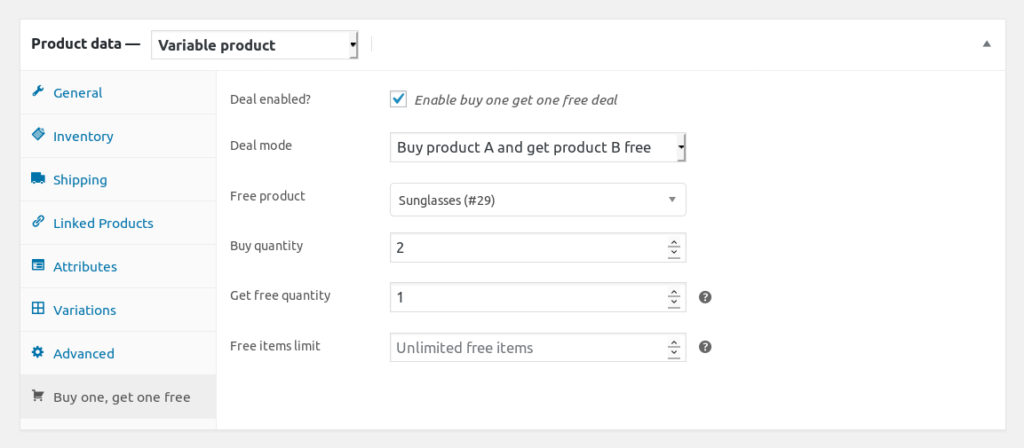 Product data — Variable product
General
Inventory
Shipping
Linked Products
Attributes
Variations
Advanced
Buy one, get one free
Deal enabled? Enable buy one get one free deal
Deal mode Buy product A and get product B free
Free product Sunglasses (#29)
Buy quantity 2
Get free quantity 1 ?
Free items limit Unlimited free items ?